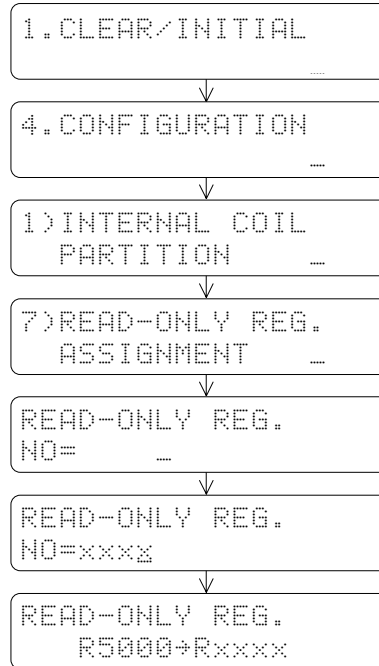 1.CLEAR/INITIAL
4.CONFIGURATION
1)INTERNAL COIL
PARTITION
7)READ-ONLY REG.
ASSIGNMENT
READ-ONLY REG.
NO=
READ-ONLY REG.
NO=xxxx
READ-ONLY REG.
R5000→Rxxxx